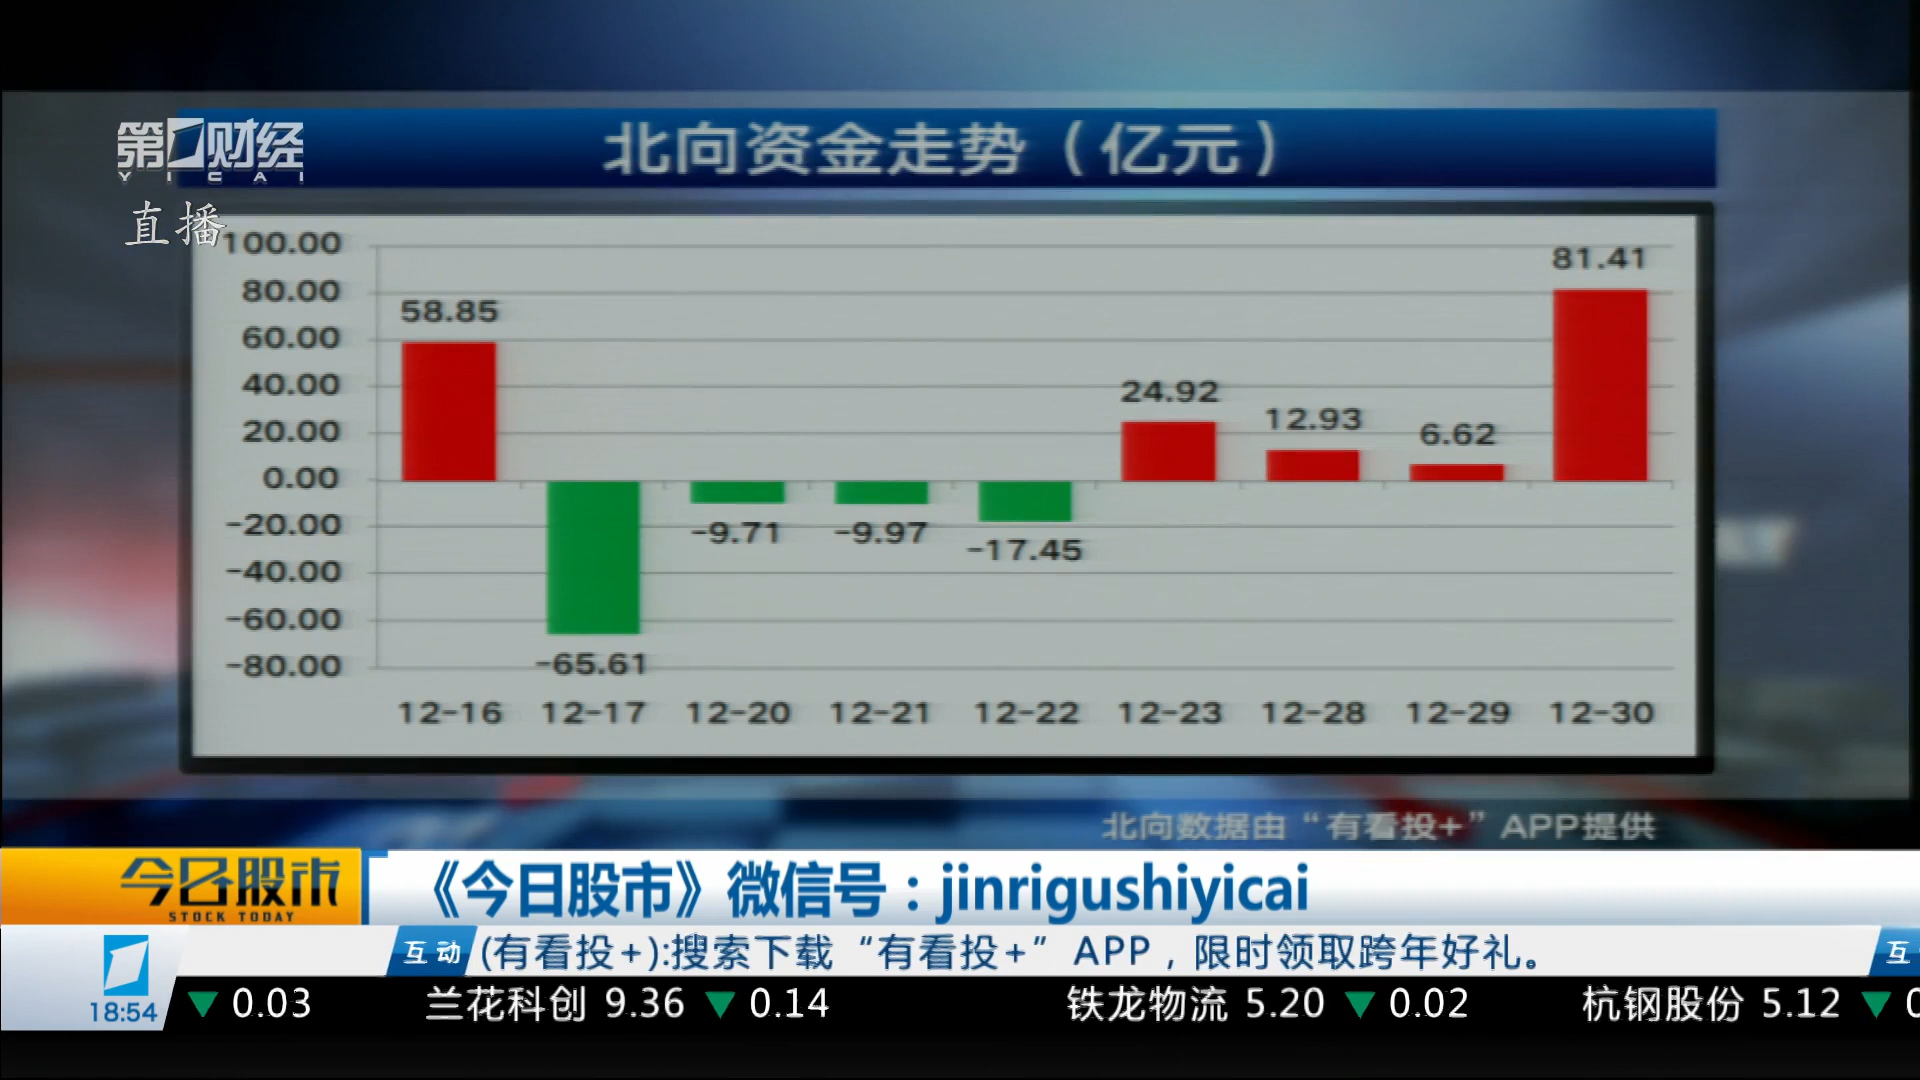 第一财经
YICAI
直播
北向资金走势（亿元）
100.00
80.00
60.00
40.00
20.00
0.00
-20.00
-40.00
-60.00
-80.00
58.85
-65.61
-9.71
-9.97
-17.45
24.92
12.93
6.62
81.41
12-16 12-17 12-20 12-21 12-22 12-23 12-28 12-29 12-30
北向数据由“有看投+”APP提供
今日股市
STOCK TODAY
《今日股市》微信号：jinrigushiyicai
互动 (有看投+):搜索下载“有看投+”APP，限时领取跨年好礼。 互
18:54
▼ 0.03 兰花科创 9.36 ▼ 0.14 铁龙物流 5.20 ▼ 0.02 杭钢股份 5.12 ▼